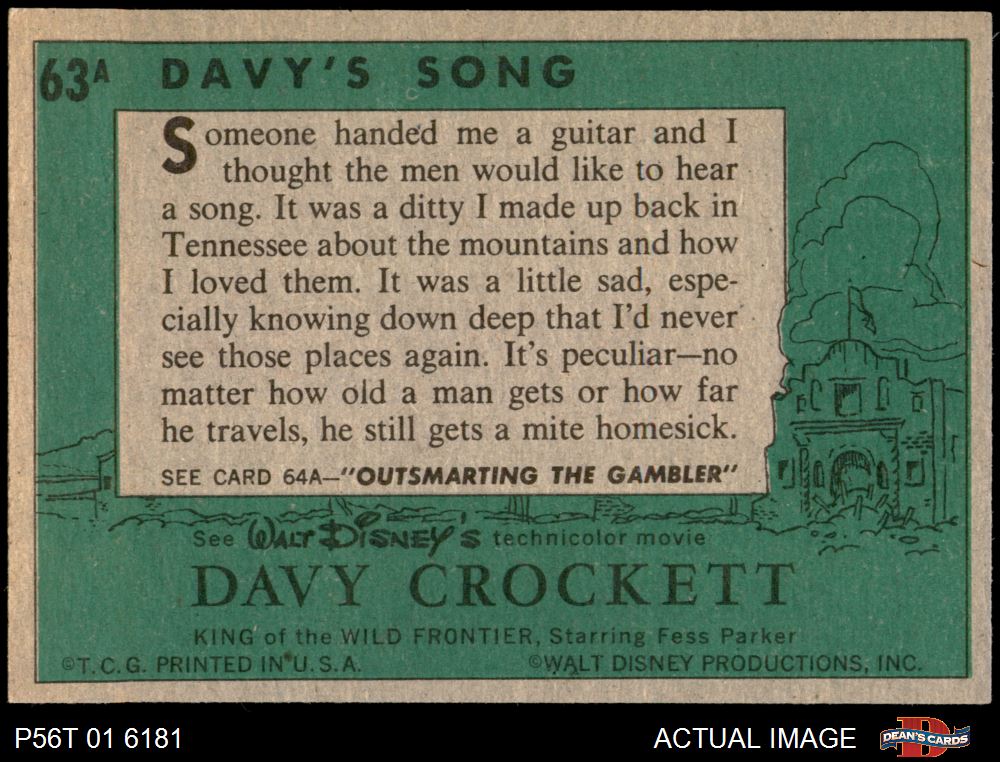 63A DAVY'S SONG
Someone handed me a guitar and I
thought the men would like to hear
a song. It was a ditty I made up back in
Tennessee about the mountains and how
I loved them. It was a little sad, espe-
cially knowing down deep that I'd never
see those places again. It's peculiar—no
matter how old a man gets or how far
he travels, he still gets a mite homesick.
SEE CARD 64A—"OUTSMARTING THE GAMBLER"
See WALT DISNEY'S technicolor movie
DAVY CROCKETT
KING of the WILD FRONTIER, Starring Fess Parker
©T.C.G. PRINTED IN U.S.A. ©WALT DISNEY PRODUCTIONS, INC.
P56T 01 6181 ACTUAL IMAGE DEAN'S CARDS